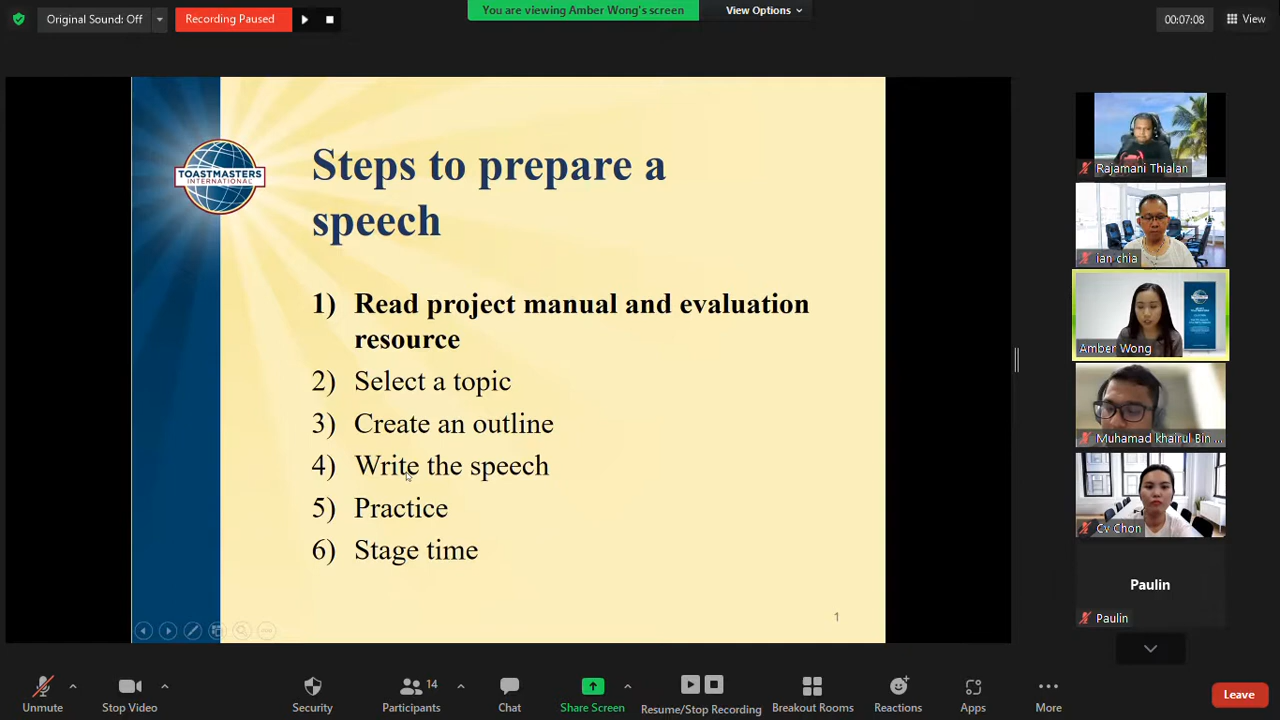 Original Sound: Off
Recording Paused
You are viewing Amber Wong's screen
View Options
00:07:08
View
TOASTMASTERS
INTERNATIONAL
Steps to prepare a
speech
1) Read project manual and evaluation
resource
2) Select a topic
3) Create an outline
4) Write the speech
5) Practice
6) Stage time
1
Rajamani Thialan
ian chia
Amber Wong
Muhamad khairul Bin ...
Cv Chon
Paulin
Paulin
Unmute
Stop Video
Security
14
Participants
Chat
Share Screen
Resume/Stop Recording
Breakout Rooms
Reactions
Apps
More
Leave